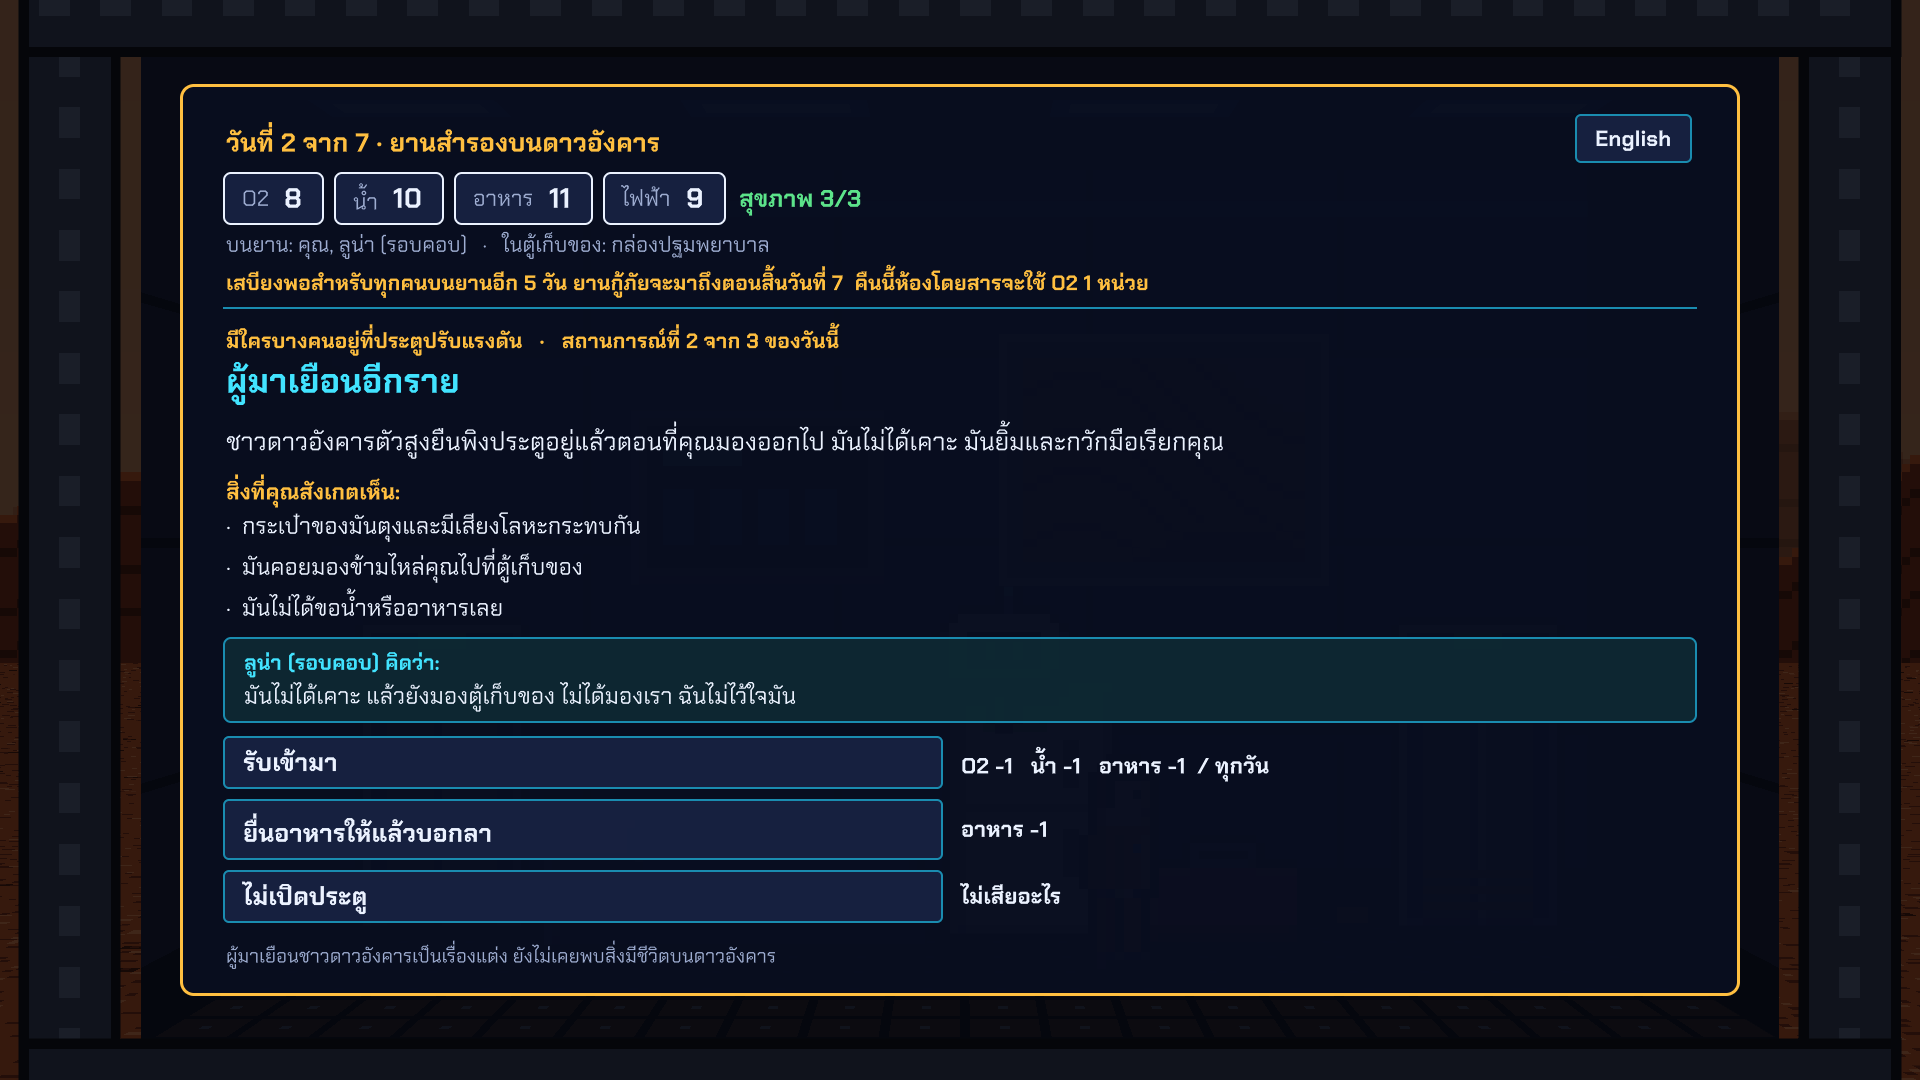 วันที่ 2 จาก 7 · ยานสำรองบนดาวอังคาร
English
O2 8 น้ำ 10 อาหาร 11 ไฟฟ้า 9 สุขภาพ 3/3
บนยาน: คุณ, ลูน่า (รอบคอบ) · ในตู้เก็บของ: กล่องปฐมพยาบาล
เสบียงพอสำหรับทุกคนบนยานอีก 5 วัน ยานกู้ภัยจะมาถึงตอนสิ้นวันที่ 7 คืนนี้ห้องโดยสารจะใช้ O2 1 หน่วย
มีใครบางคนอยู่ที่ประตูปรับแรงดัน · สถานการณ์ที่ 2 จาก 3 ของวันนี้
ผู้มาเยือนอีกราย
ชาวดาวอังคารตัวสูงยืนพิงประตูอยู่แล้วตอนที่คุณมองออกไป มันไม่ได้เคาะ มันยิ้มและกวักมือเรียกคุณ
สิ่งที่คุณสังเกตเห็น:
· กระเป๋าของมันตุงและมีเสียงโลหะกระทบกัน
· มันคอยมองข้ามไหล่คุณไปที่ตู้เก็บของ
· มันไม่ได้ขอน้ำหรืออาหารเลย
ลูน่า (รอบคอบ) คิดว่า:
มันไม่ได้เคาะ แล้วยังมองตู้เก็บของ ไม่ได้มองเรา ฉันไม่ไว้ใจมัน
รับเข้ามา O2 -1 น้ำ -1 อาหาร -1 / ทุกวัน
ยื่นอาหารให้แล้วบอกลา อาหาร -1
ไม่เปิดประตู ไม่เสียอะไร
ผู้มาเยือนชาวดาวอังคารเป็นเรื่องแต่ง ยังไม่เคยพบสิ่งมีชีวิตบนดาวอังคาร